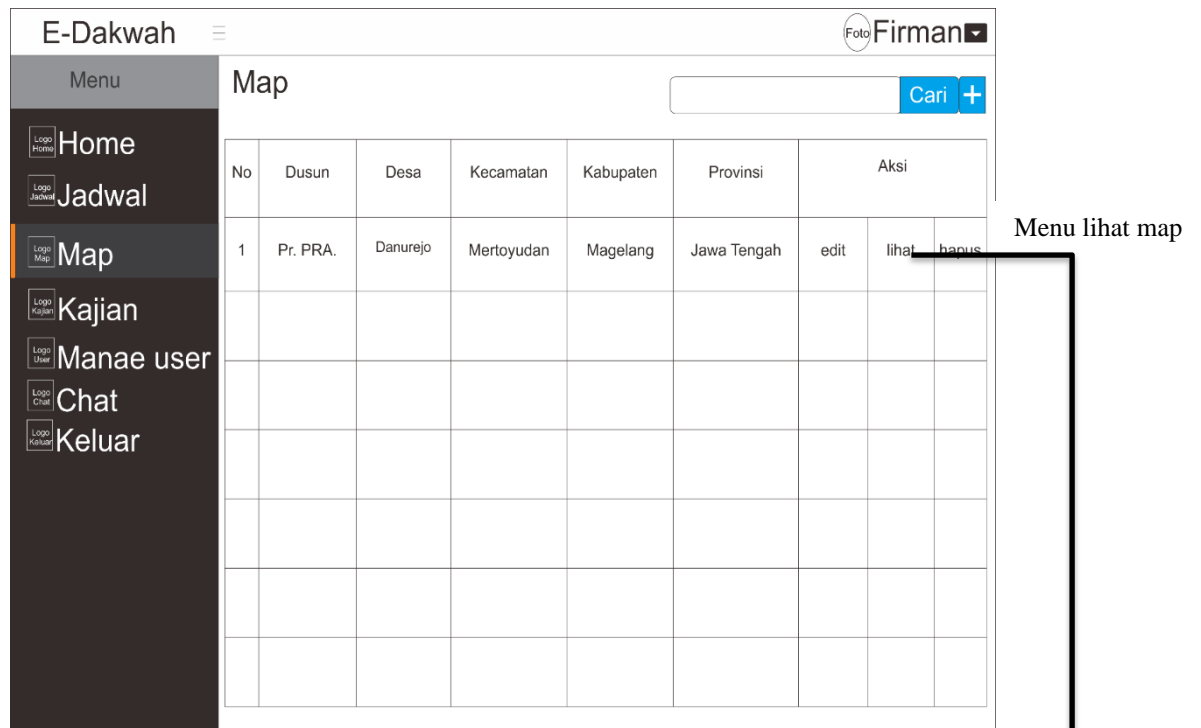 E-Dakwah
Foto Firman
Menu
Map
Cari +
Logo Home Home
Logo Jadwal Jadwal
Logo Map Map
Logo Kajian Kajian
Logo User Manae user
Logo Chat Chat
Logo Keluar Keluar
No Dusun Desa Kecamatan Kabupaten Provinsi Aksi
1 Pr. PRA. Danurejo Mertoyudan Magelang Jawa Tengah edit lihat hapus
Menu lihat map